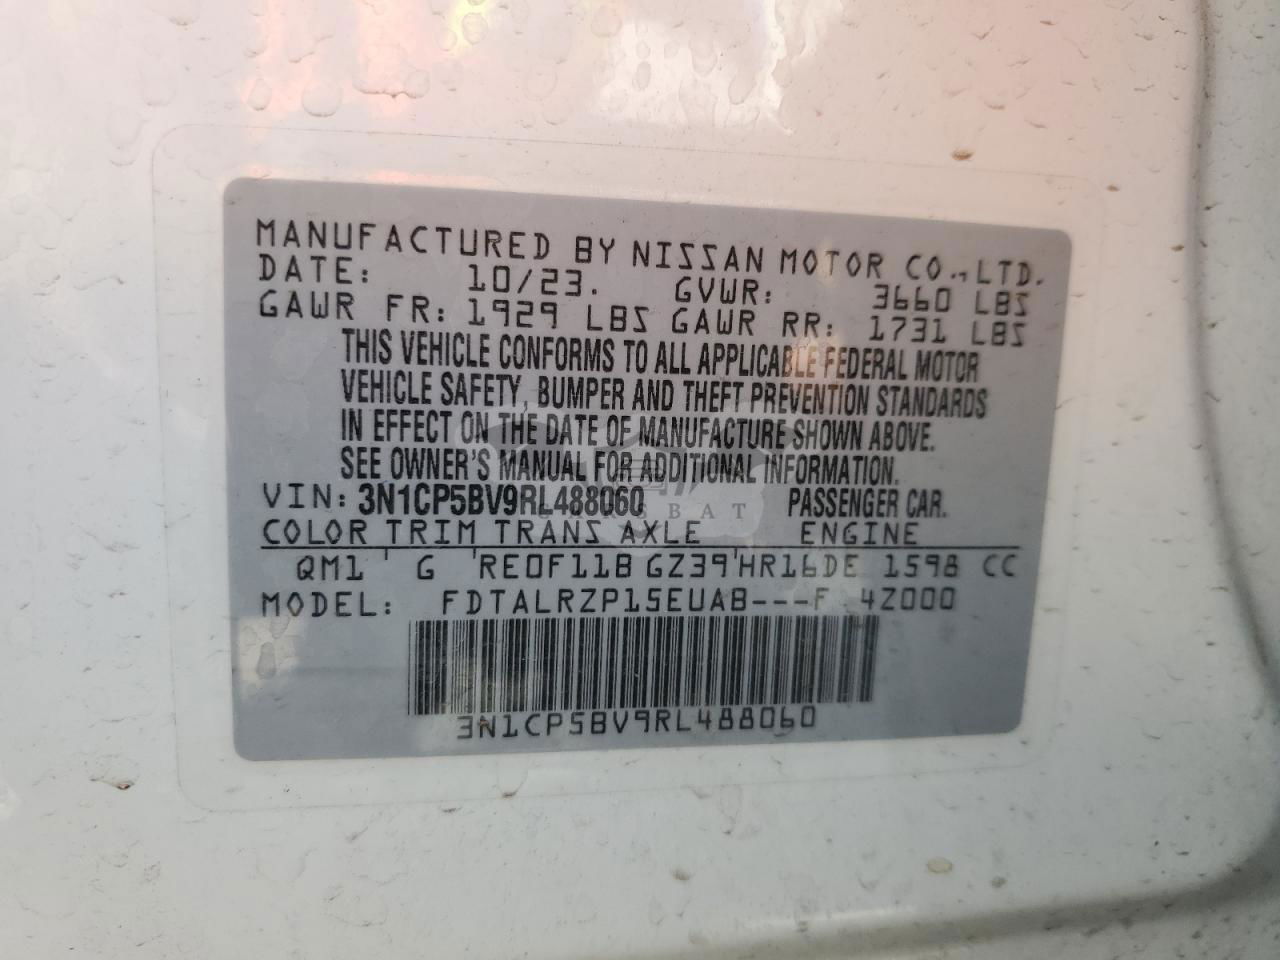 MANUFACTURED BY NISSAN MOTOR CO., LTD.
DATE: 10/23. GVWR: 3660 LBS
GAWR FR: 1929 LBS GAWR RR: 1731 LBS
THIS VEHICLE CONFORMS TO ALL APPLICABLE FEDERAL MOTOR
VEHICLE SAFETY, BUMPER AND THEFT PREVENTION STANDARDS
IN EFFECT ON THE DATE OF MANUFACTURE SHOWN ABOVE.
SEE OWNER'S MANUAL FOR ADDITIONAL INFORMATION.
VIN: 3N1CP5BV9RL488060 PASSENGER CAR.
COLOR TRIM TRANS AXLE ENGINE
QM1 ' G ' RE0F11B GZ39 ' HR16DE 1598 CC
MODEL: FDTALRZP15EUAB---F. 4Z000
3N1CP5BV9RL488060